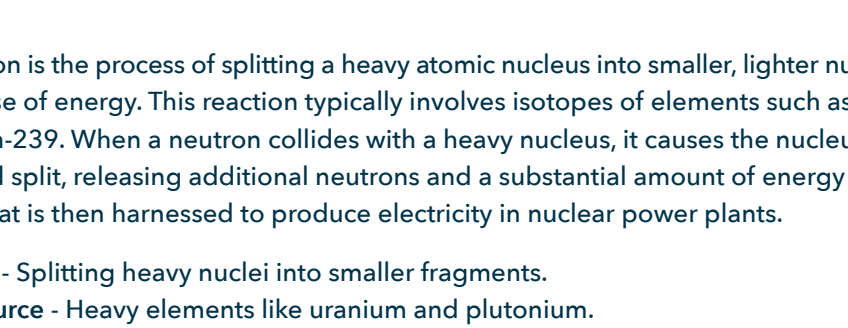 on is the process of splitting a heavy atomic nucleus into smaller, lighter nu
se of energy. This reaction typically involves isotopes of elements such as
-239. When a neutron collides with a heavy nucleus, it causes the nucleu
split, releasing additional neutrons and a substantial amount of energy
at is then harnessed to produce electricity in nuclear power plants.
- Splitting heavy nuclei into smaller fragments.
urce - Heavy elements like uranium and plutonium.